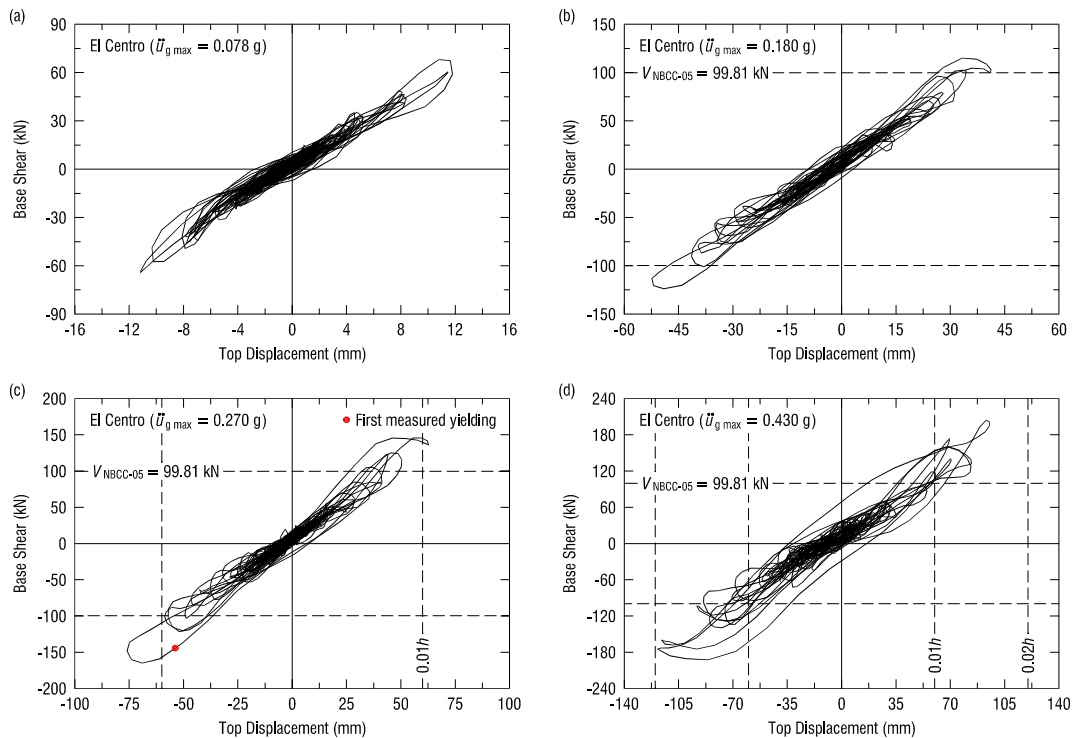 (a)
El Centro (üg max = 0.078 g)
Base Shear (kN)
90
60
30
0
-30
-60
-90
-16 -12 -8 -4 0 4 8 12 16
Top Displacement (mm)
(b)
El Centro (üg max = 0.180 g)
VNBCC-05 = 99.81 kN
Base Shear (kN)
150
100
50
0
-50
-100
-150
-60 -45 -30 -15 0 15 30 45 60
Top Displacement (mm)
(c)
El Centro (üg max = 0.270 g)
First measured yielding
VNBCC-05 = 99.81 kN
0.01h
Base Shear (kN)
200
150
100
50
0
-50
-100
-150
-200
-100 -75 -50 -25 0 25 50 75 100
Top Displacement (mm)
(d)
El Centro (üg max = 0.430 g)
VNBCC-05 = 99.81 kN
0.01h
0.02h
Base Shear (kN)
240
180
120
60
0
-60
-120
-180
-240
-140 -105 -70 -35 0 35 70 105 140
Top Displacement (mm)